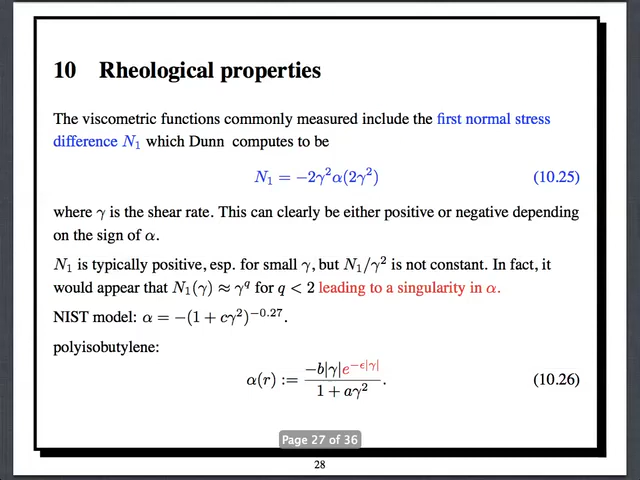 10 Rheological properties
The viscometric functions commonly measured include the first normal stress
difference N₁ which Dunn computes to be
N₁ = −2γ²α(2γ²) (10.25)
where γ is the shear rate. This can clearly be either positive or negative depending
on the sign of α.
N₁ is typically positive, esp. for small γ, but N₁/γ² is not constant. In fact, it
would appear that N₁(γ) ≈ γ^q for q < 2 leading to a singularity in α.
NIST model: α = −(1 + cγ²)^−0.27.
polyisobutylene:
α(r) := −b|γ|e^−ϵ|γ| / 1 + aγ² . (10.26)
Page 27 of 36
28